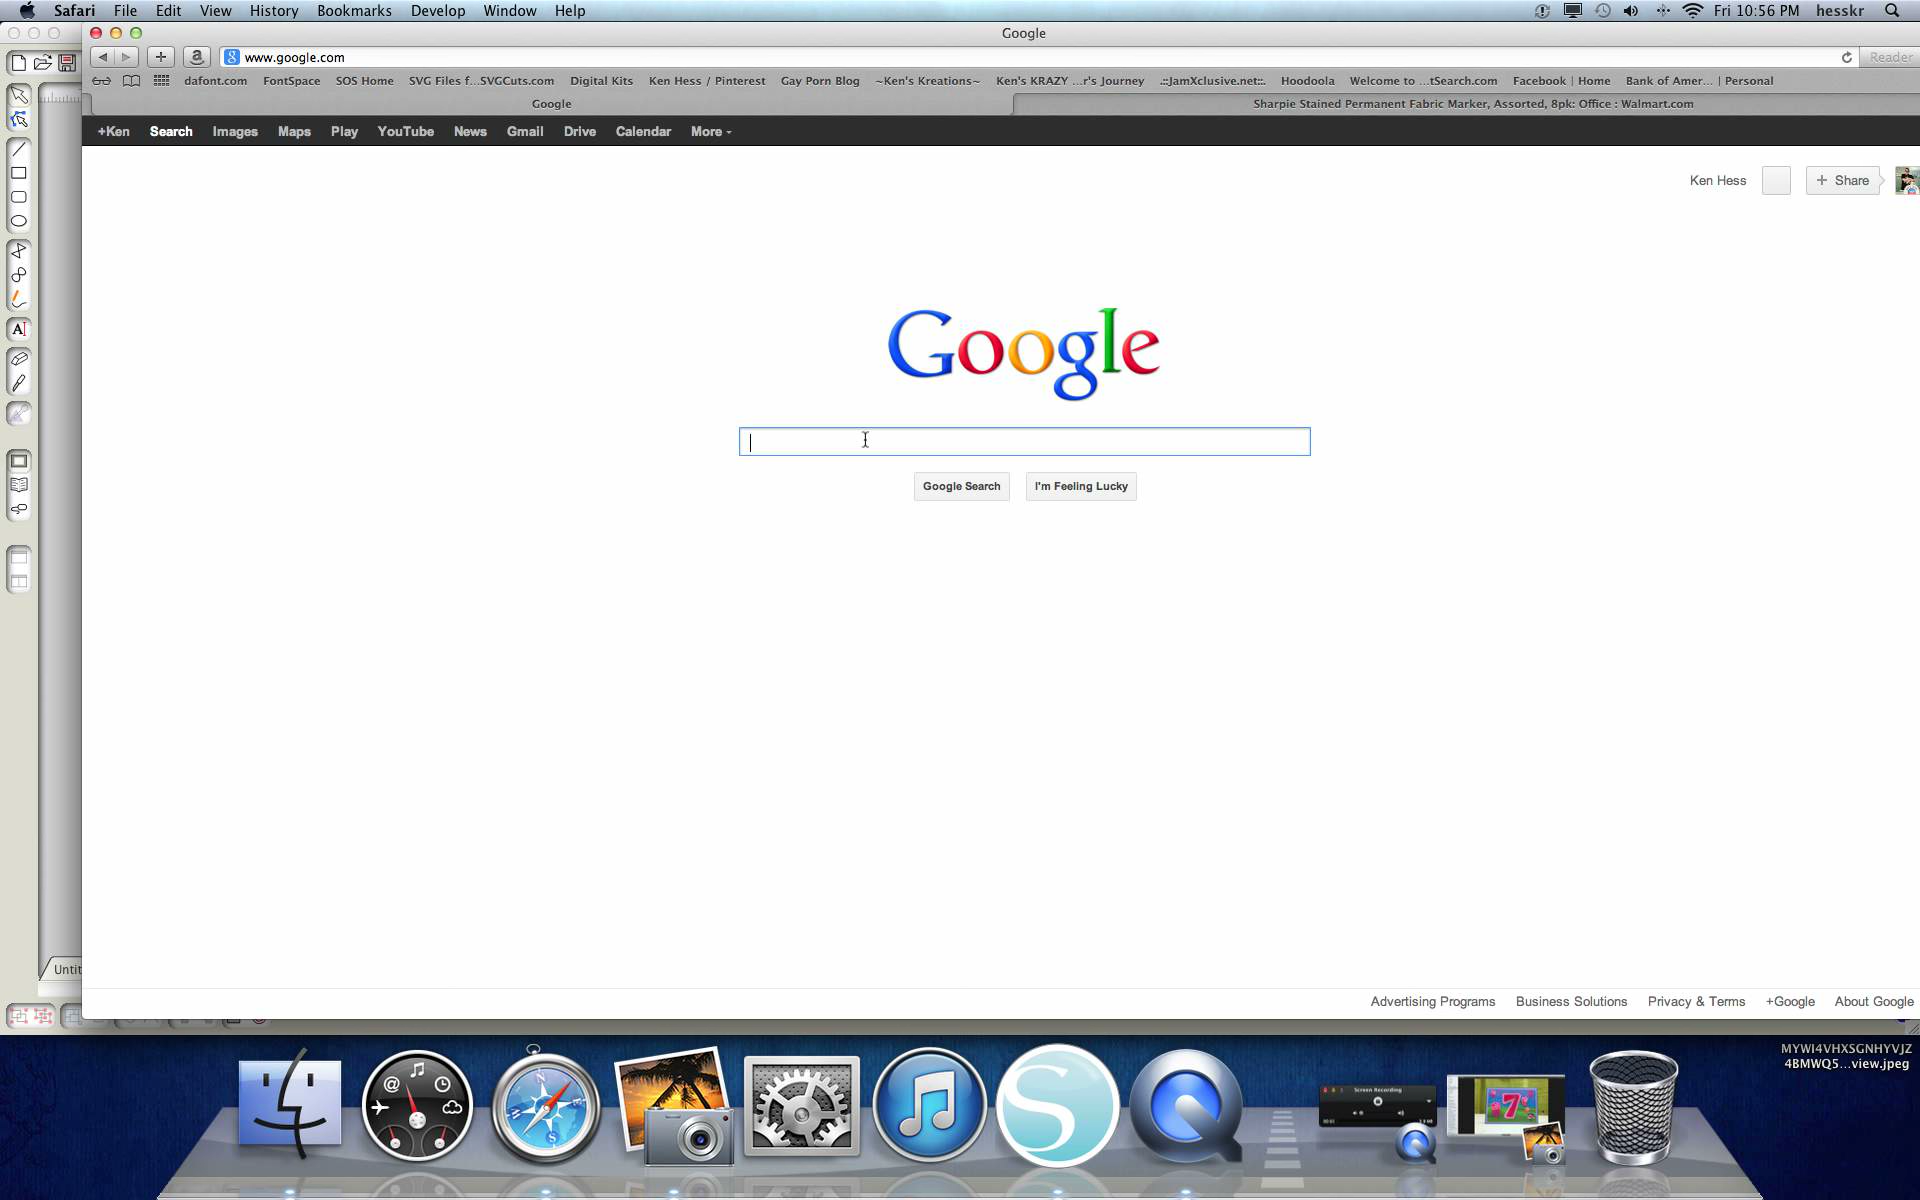 Safari File Edit View History Bookmarks Develop Window Help Fri 10:56 PM hesskr
Google
www.google.com Reader
dafont.com FontSpace SOS Home SVG Files f...SVGCuts.com Digital Kits Ken Hess / Pinterest Gay Porn Blog ~Ken's Kreations~ Ken's KRAZY ...r's Journey .::JamXclusive.net::. Hoodoola Welcome to ...tSearch.com Facebook | Home Bank of Amer... | Personal
Google Sharpie Stained Permanent Fabric Marker, Assorted, 8pk: Office : Walmart.com
+Ken Search Images Maps Play YouTube News Gmail Drive Calendar More
Ken Hess + Share
Google
Google Search I'm Feeling Lucky
Untit
Advertising Programs Business Solutions Privacy & Terms +Google About Google
MYWI4VHXSGNHYVJZ
4BMWQ5...view.jpeg
Screen Recording
7